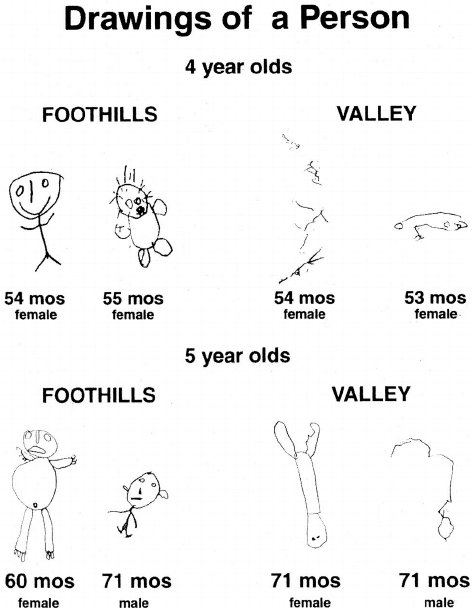 Drawings of a Person
4 year olds
FOOTHILLS VALLEY
54 mos 55 mos 54 mos 53 mos
female female female female
5 year olds
FOOTHILLS VALLEY
60 mos 71 mos 71 mos 71 mos
female male female male